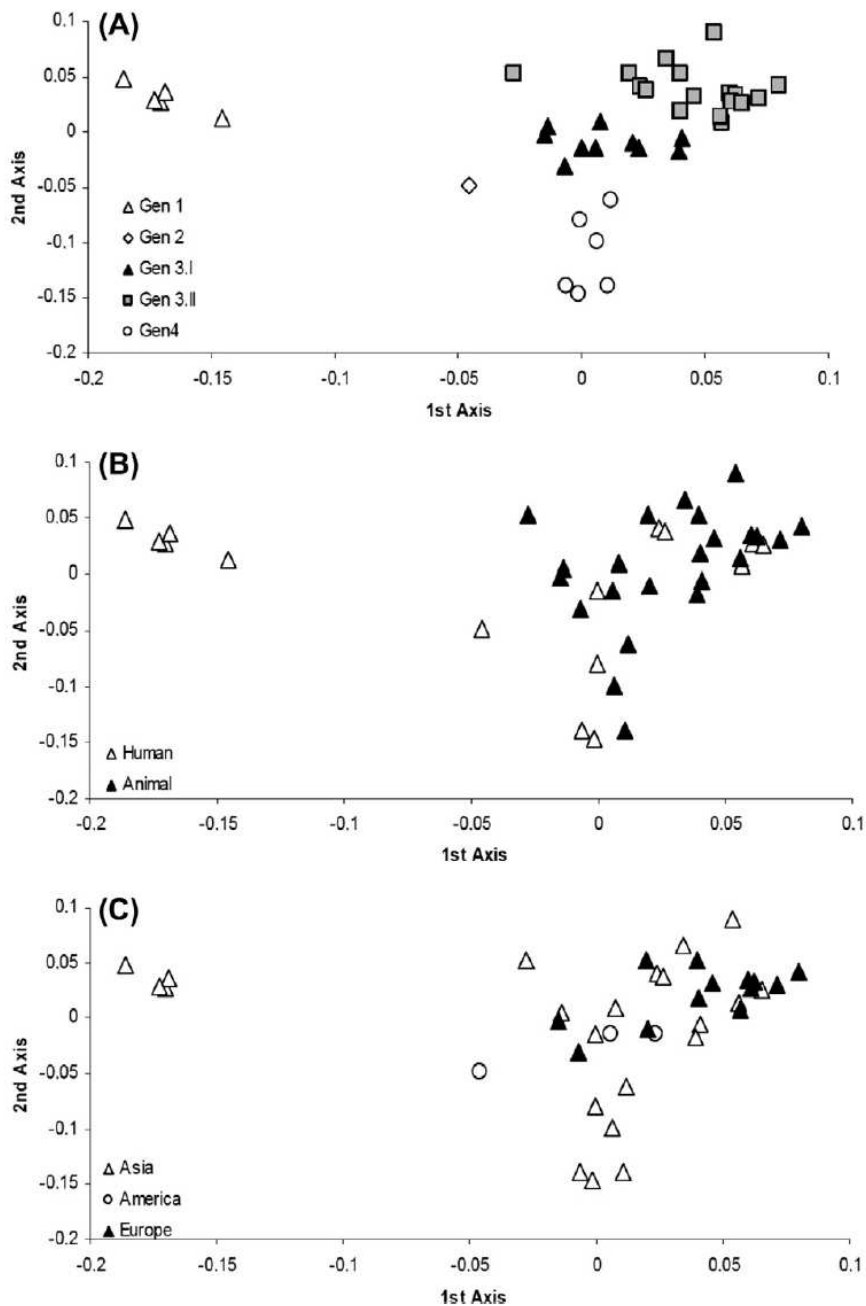 (A)
0.1
0.05
0
-0.05
-0.1
-0.15
-0.2
2nd Axis
Gen 1
Gen 2
Gen 3.I
Gen 3.II
Gen4
-0.2 -0.15 -0.1 -0.05 0 0.05 0.1
1st Axis
(B)
0.1
0.05
0
-0.05
-0.1
-0.15
-0.2
2nd Axis
Human
Animal
-0.2 -0.15 -0.1 -0.05 0 0.05 0.1
1st Axis
(C)
0.1
0.05
0
-0.05
-0.1
-0.15
-0.2
2nd Axis
Asia
America
Europe
-0.2 -0.15 -0.1 -0.05 0 0.05 0.1
1st Axis